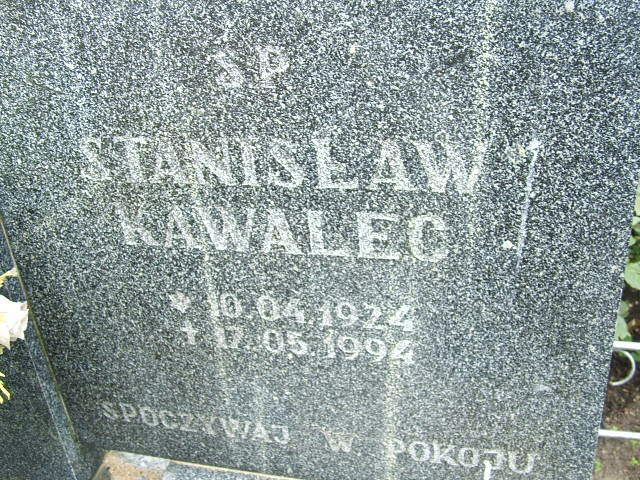 ŚP
STANISŁAW
KAWALEC
* 10.04.1924
† 17.05.1994
SPOCZYWAJ W POKOJU